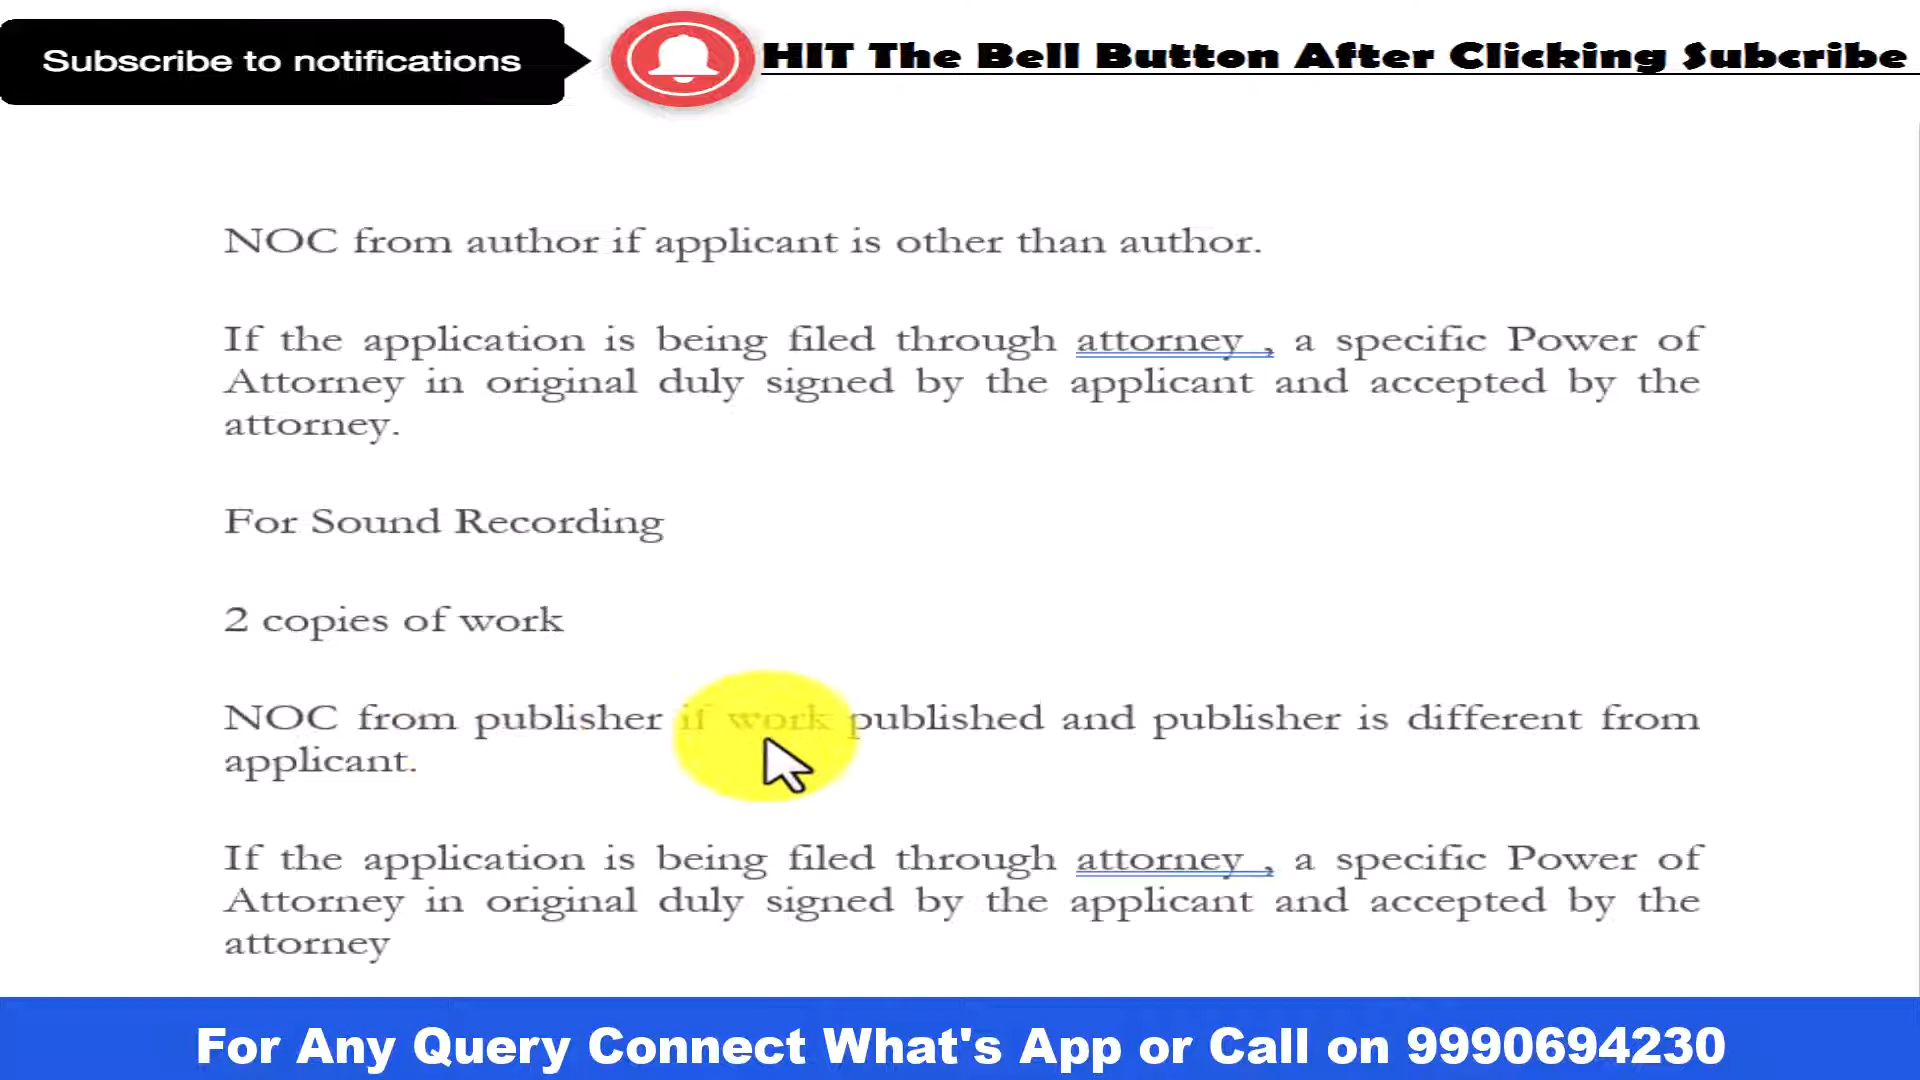 Subscribe to notifications
HIT The Bell Button After Clicking Subcribe
NOC from author if applicant is other than author.
If the application is being filed through attorney , a specific Power of
Attorney in original duly signed by the applicant and accepted by the
attorney.
For Sound Recording
2 copies of work
NOC from publisher if work published and publisher is different from
applicant.
If the application is being filed through attorney , a specific Power of
Attorney in original duly signed by the applicant and accepted by the
attorney
For Any Query Connect What's App or Call on 9990694230